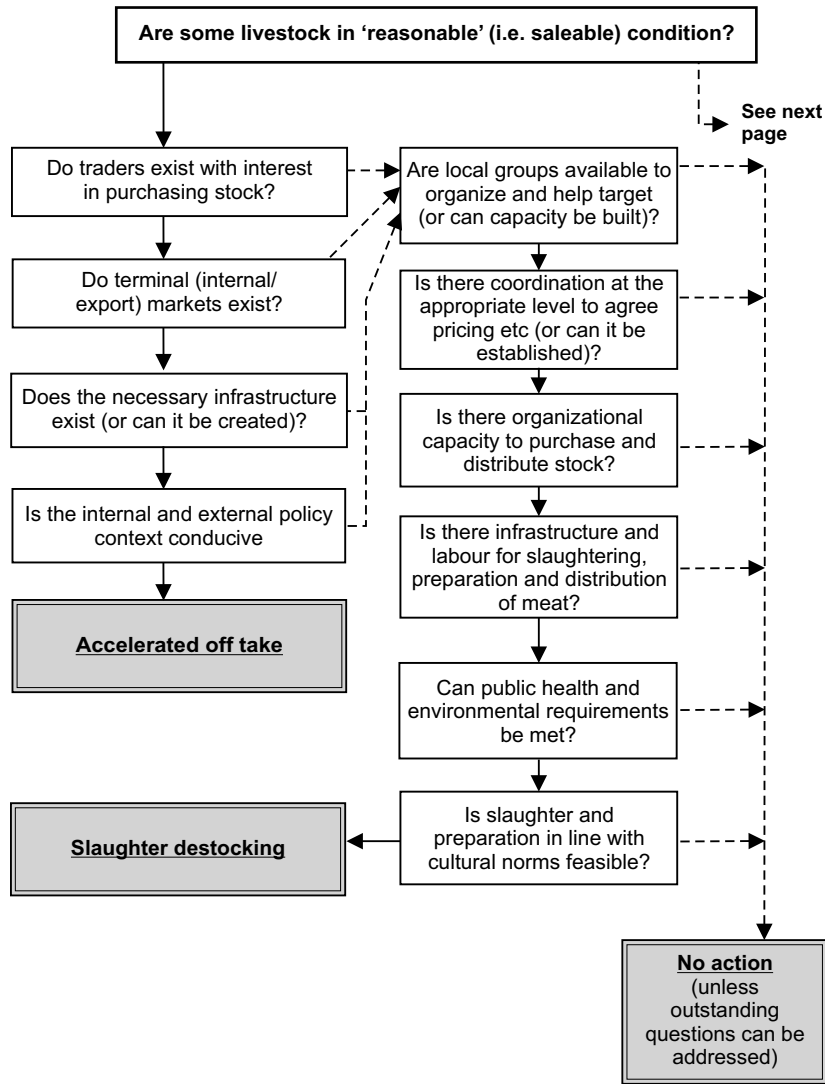 Are some livestock in ‘reasonable’ (i.e. saleable) condition?
See next
page
Do traders exist with interest
in purchasing stock?
Do terminal (internal/
export) markets exist?
Does the necessary infrastructure
exist (or can it be created)?
Is the internal and external policy
context conducive
Accelerated off take
Are local groups available to
organize and help target
(or can capacity be built)?
Is there coordination at the
appropriate level to agree
pricing etc (or can it be
established)?
Is there organizational
capacity to purchase and
distribute stock?
Is there infrastructure and
labour for slaughtering,
preparation and distribution
of meat?
Can public health and
environmental requirements
be met?
Is slaughter and
preparation in line with
cultural norms feasible?
Slaughter destocking
No action
(unless
outstanding
questions can be
addressed)